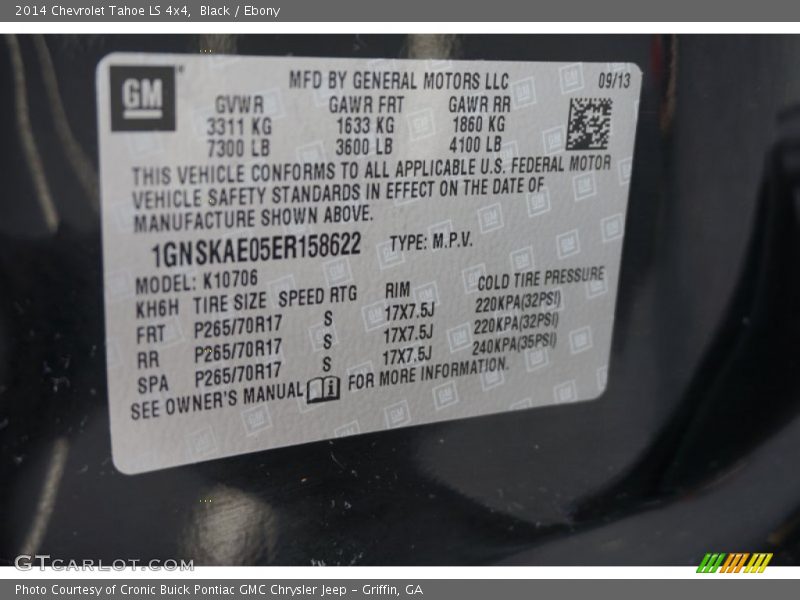 2014 Chevrolet Tahoe LS 4x4, Black / Ebony
GM
MFD BY GENERAL MOTORS LLC 09/13
GVWR GAWR FRT GAWR RR
3311 KG 1633 KG 1860 KG
7300 LB 3600 LB 4100 LB
THIS VEHICLE CONFORMS TO ALL APPLICABLE U.S. FEDERAL MOTOR
VEHICLE SAFETY STANDARDS IN EFFECT ON THE DATE OF
MANUFACTURE SHOWN ABOVE.
1GNSKAE05ER158622 TYPE: M.P.V.
MODEL: K10706
KH6H TIRE SIZE SPEED RTG RIM COLD TIRE PRESSURE
FRT P265/70R17 S 17X7.5J 220KPA(32PSI)
RR P265/70R17 S 17X7.5J 220KPA(32PSI)
SPA P265/70R17 S 17X7.5J 240KPA(35PSI)
SEE OWNER'S MANUAL FOR MORE INFORMATION.
GTCARLOT.COM
Photo Courtesy of Cronic Buick Pontiac GMC Chrysler Jeep - Griffin, GA